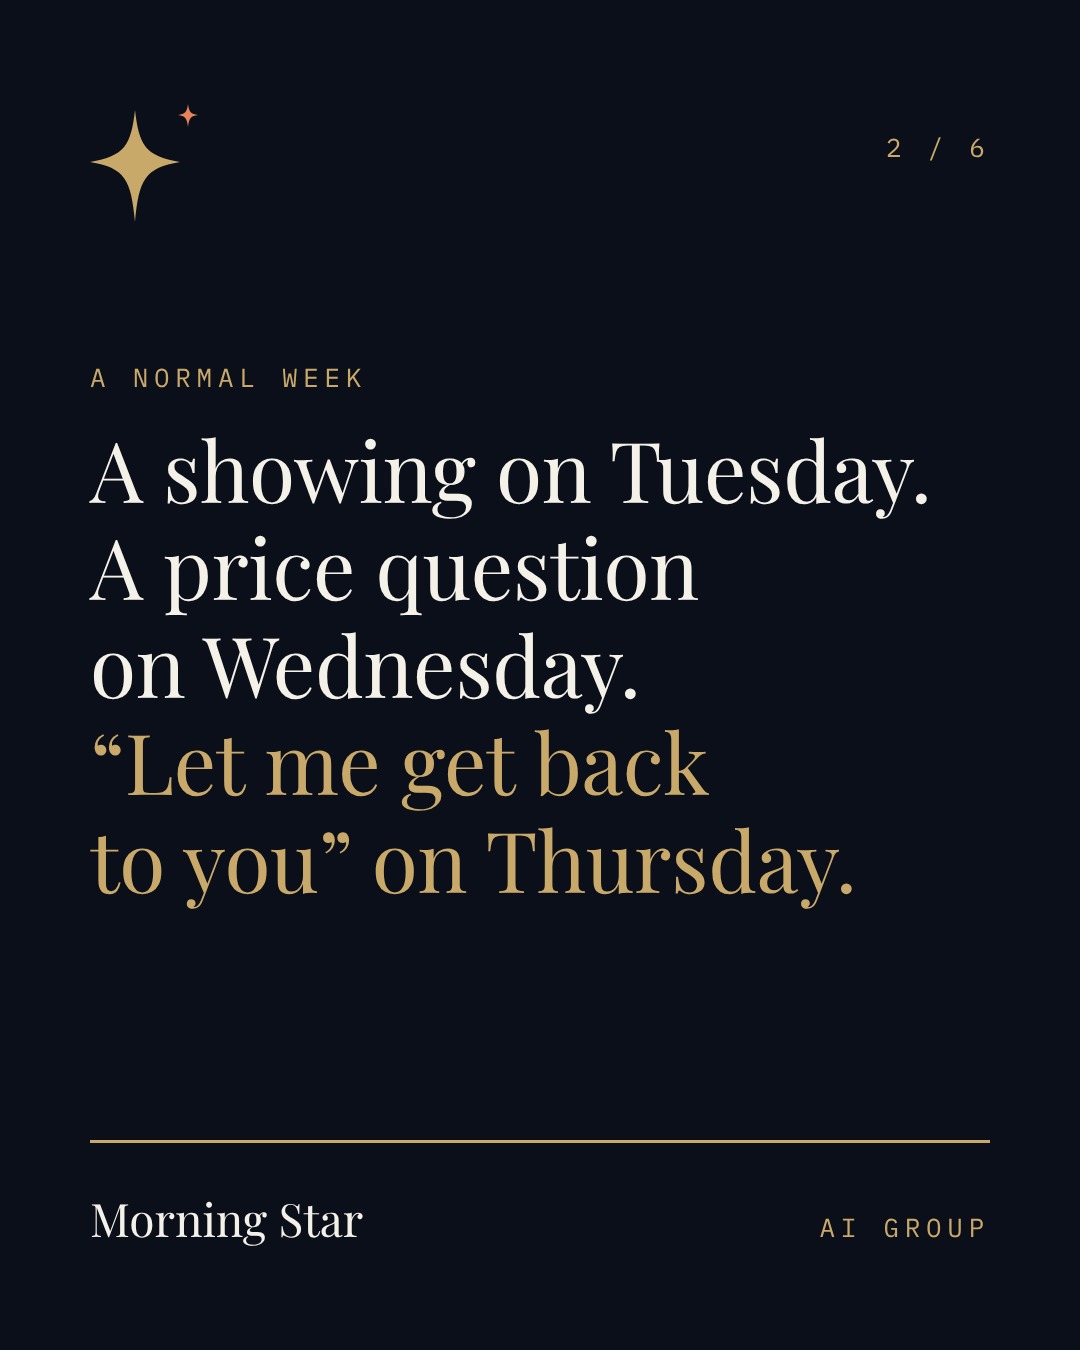 2 / 6
A NORMAL WEEK
A showing on Tuesday.
A price question
on Wednesday.
“Let me get back
to you” on Thursday.
Morning Star
AI GROUP